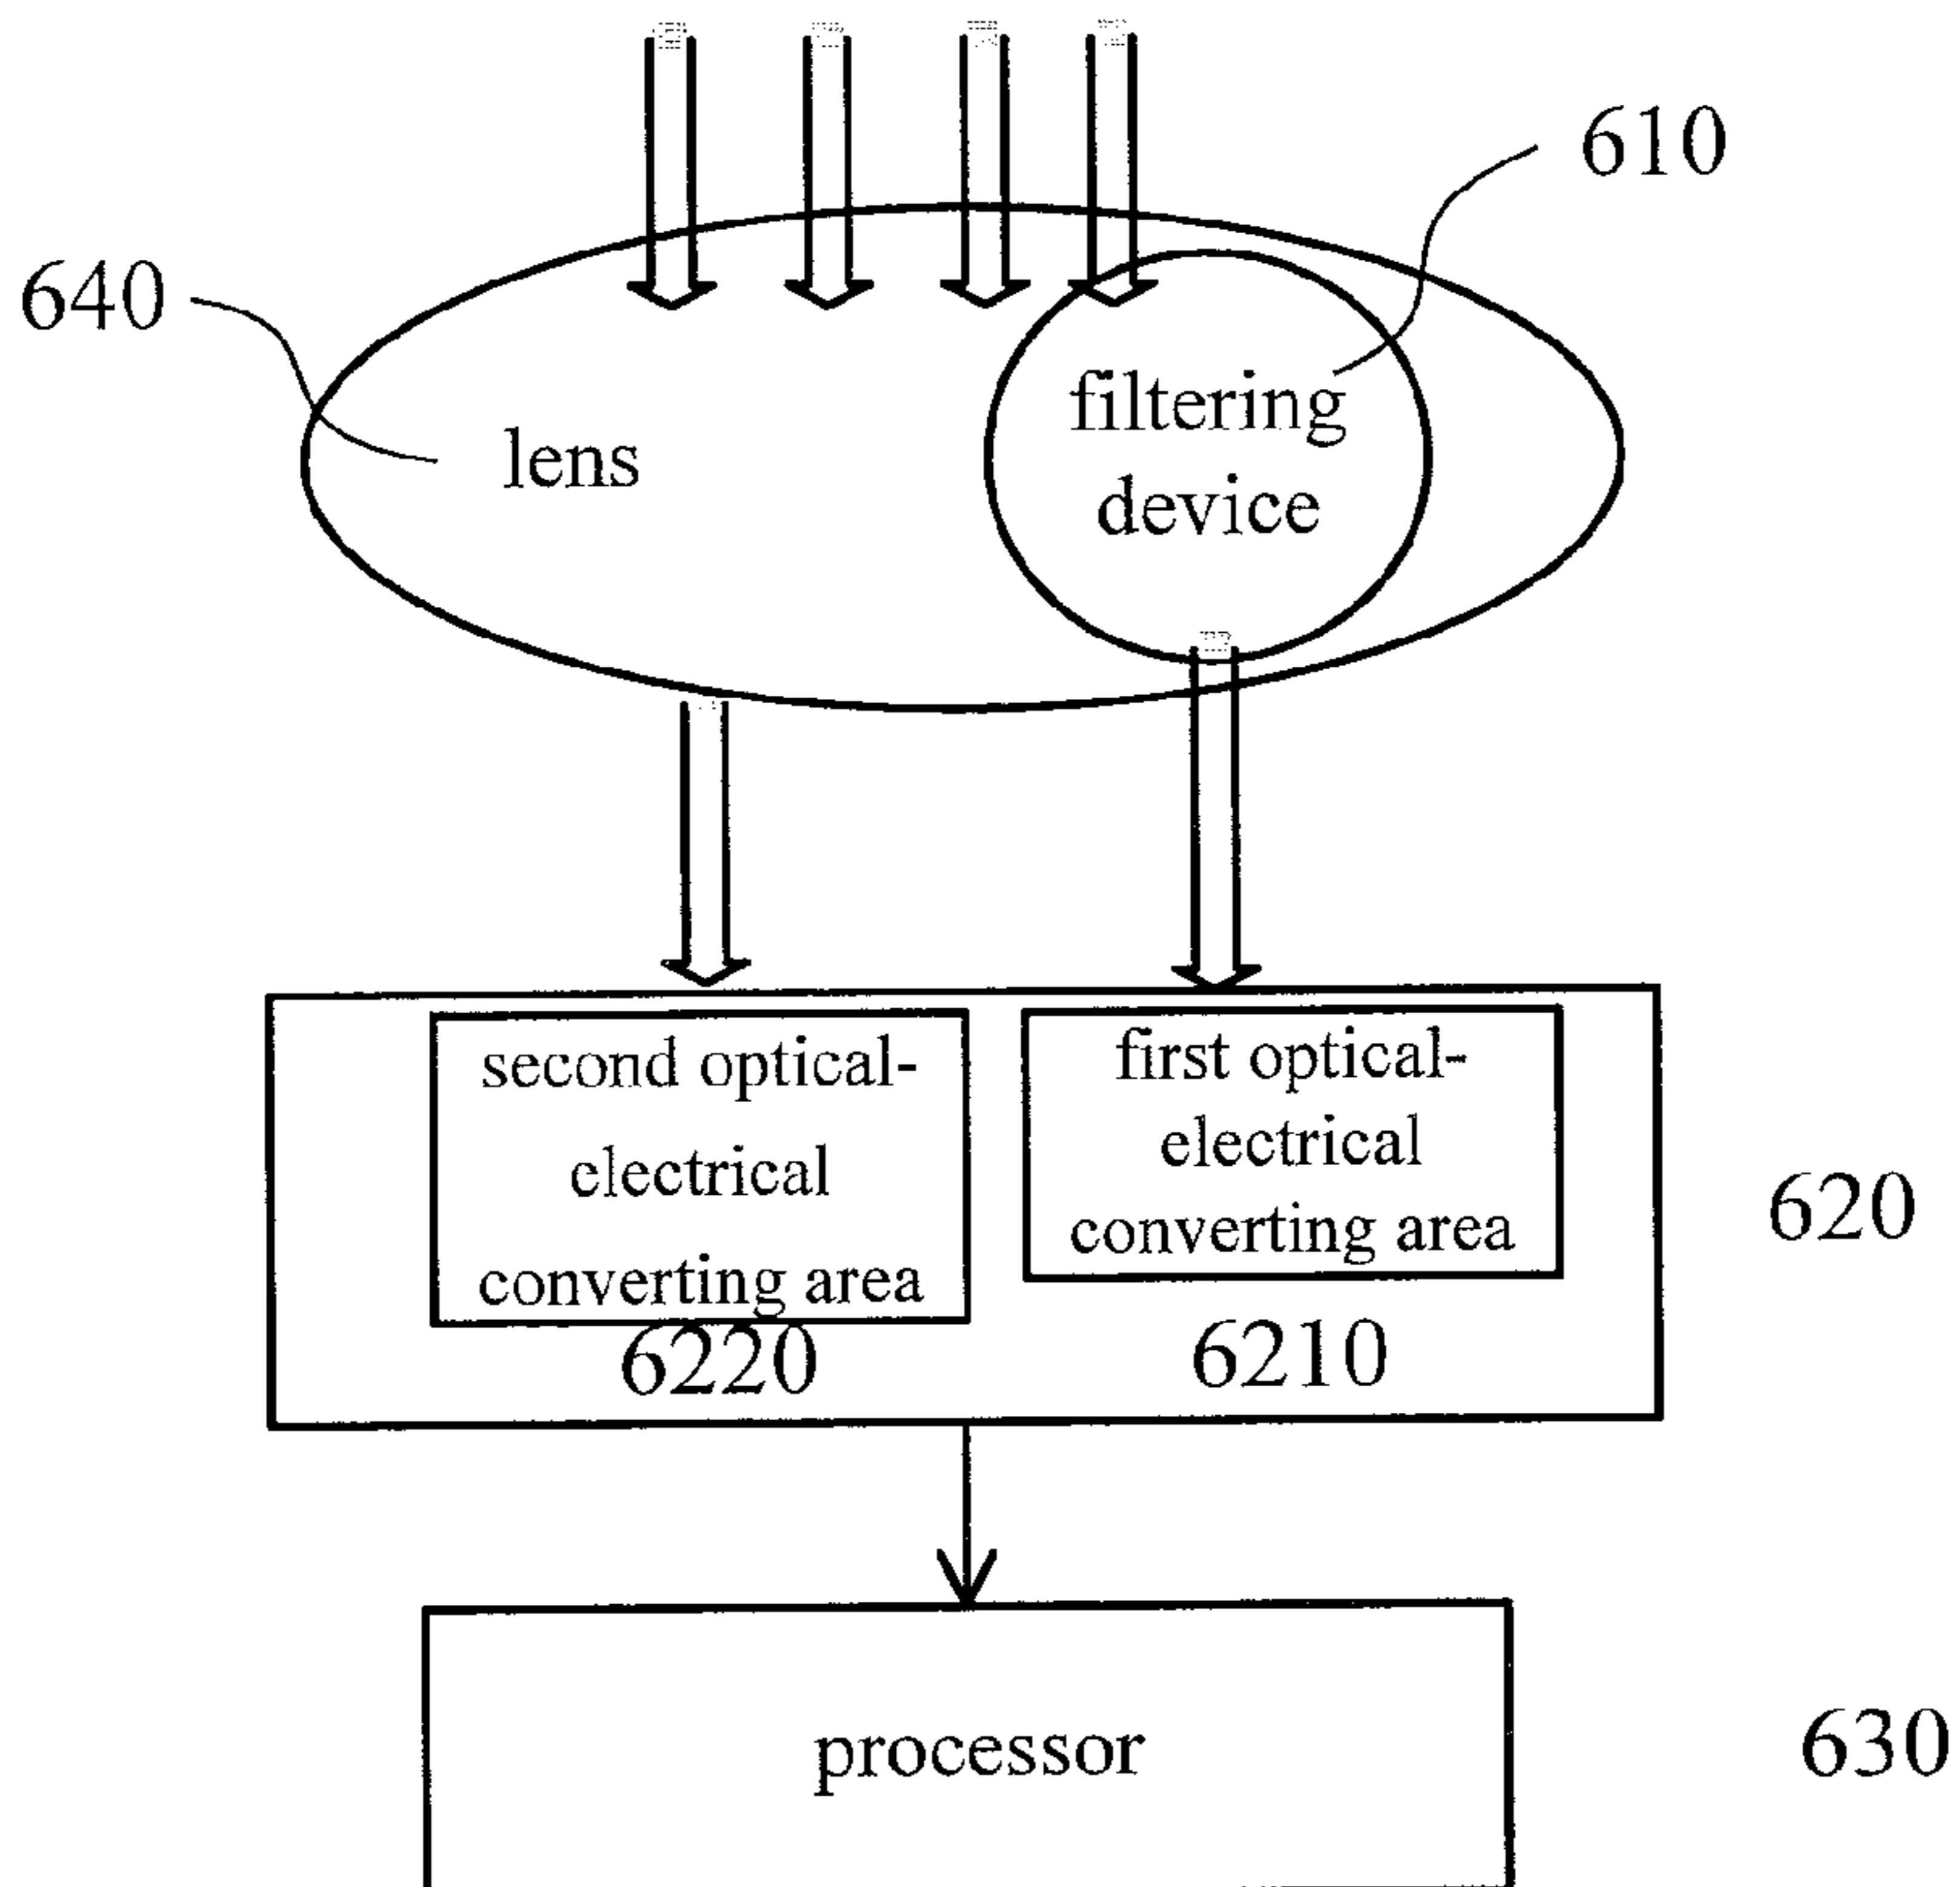 610
640
filtering
lens
device
second optical-
electrical
converting area
6220
first optical-
electrical
converting area
6210
620
processor
630